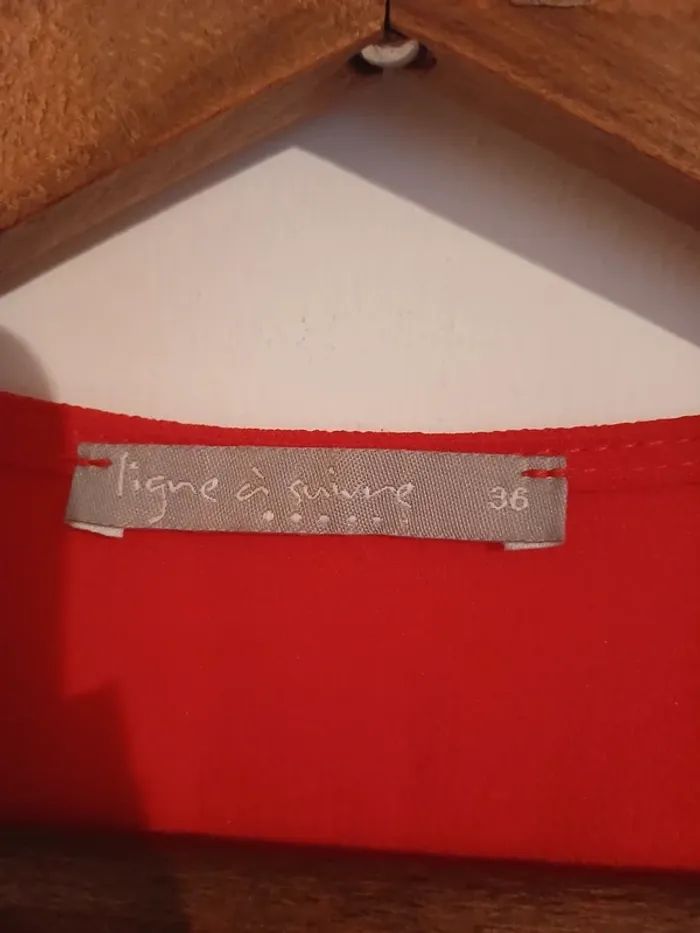 ligne à suivre 36
.....